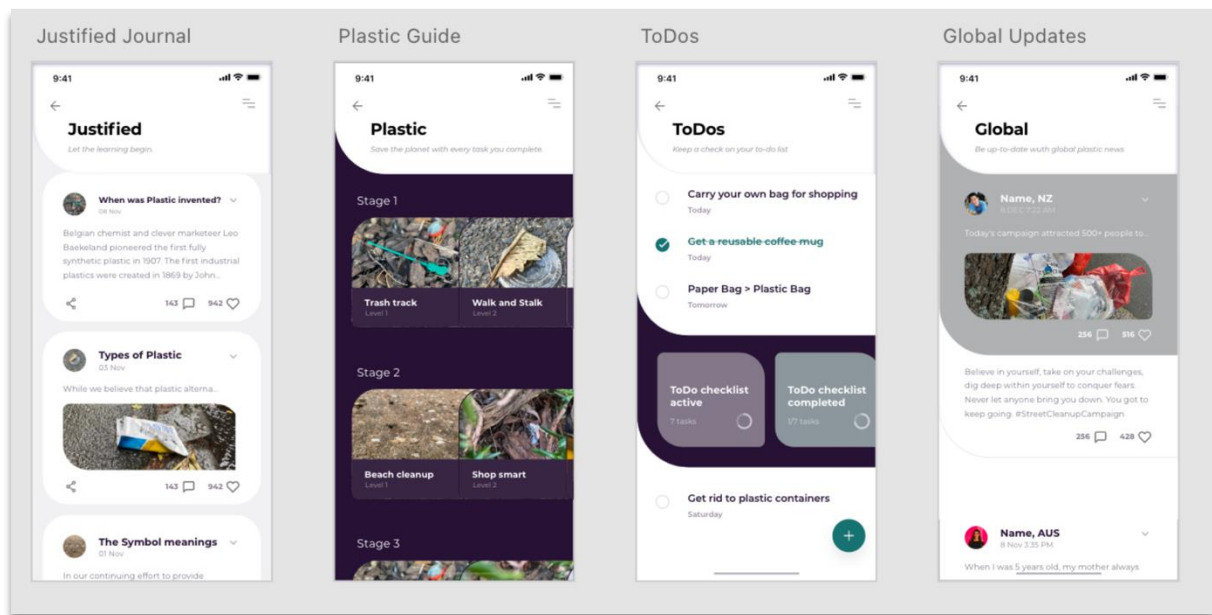 Justified Journal
9:41
Justified
Let the learning begin.
When was Plastic invented?
08 Nov
Belgian chemist and clever marketeer Leo
Baekeland pioneered the first fully
synthetic plastic in 1907. The first industrial
plastics were created in 1869 by John...
143 942
Types of Plastic
03 Nov
While we believe that plastic alterna...
143 942
The Symbol meanings
01 Nov
In our continuing effort to provide
Plastic Guide
9:41
Plastic
Save the planet with every task you complete.
Stage 1
Trash track
Level 1
Walk and Stalk
Level 2
Stage 2
Beach cleanup
Level 1
Shop smart
Level 2
Stage 3
ToDos
9:41
ToDos
Keep a check on your to-do list
Carry your own bag for shopping
Today
Get a reusable coffee mug
Today
Paper Bag > Plastic Bag
Tomorrow
ToDo checklist
active
7 tasks
ToDo checklist
completed
1/7 tasks
Get rid to plastic containers
Saturday
+
Global Updates
9:41
Global
Be up-to-date wuth global plastic news
Name, NZ
9 DEC 7:22 AM
Today's campaign attracted 500+ people to...
256 516
Believe in yourself, take on your challenges,
dig deep within yourself to conquer fears.
Never let anyone bring you down. You got to
keep going. #StreetCleanupCampaign
256 428
Name, AUS
8 Nov 3:35 PM
When I was 5 years old, my mother always